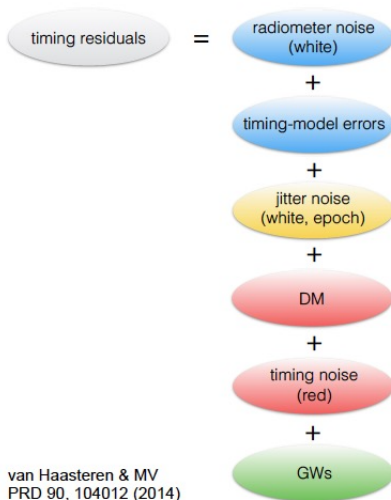 timing residuals
=
radiometer noise
(white)
+
timing-model errors
+
jitter noise
(white, epoch)
+
DM
+
timing noise
(red)
+
GWs
van Haasteren & MV
PRD 90, 104012 (2014)